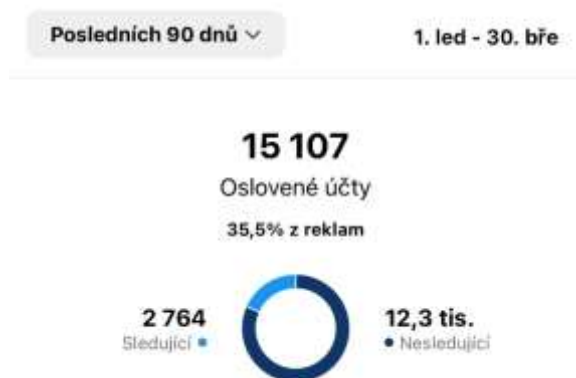 Posledních 90 dnů
1. led - 30. bře
15 107
Oslovené účty
35,5% z reklam
2 764
Sledující
12,3 tis.
Nesledující